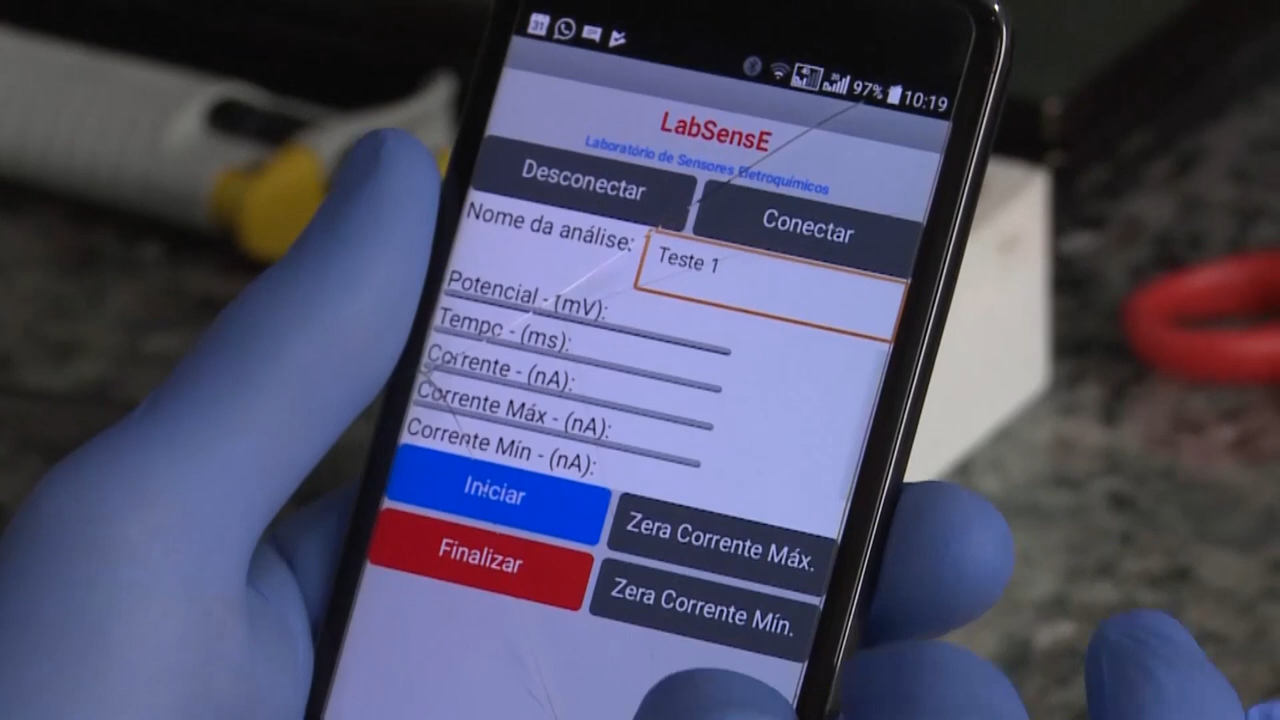 31
97% 10:19
LabSensE
Laboratório de Sensores Eletroquímicos
Desconectar
Conectar
Nome da análise:
Teste 1
Potencial - (mV):
Tempo - (ms):
Corrente - (nA):
Corrente Máx - (nA):
Corrente Mín - (nA):
Iniciar
Zera Corrente Máx.
Finalizar
Zera Corrente Mín.